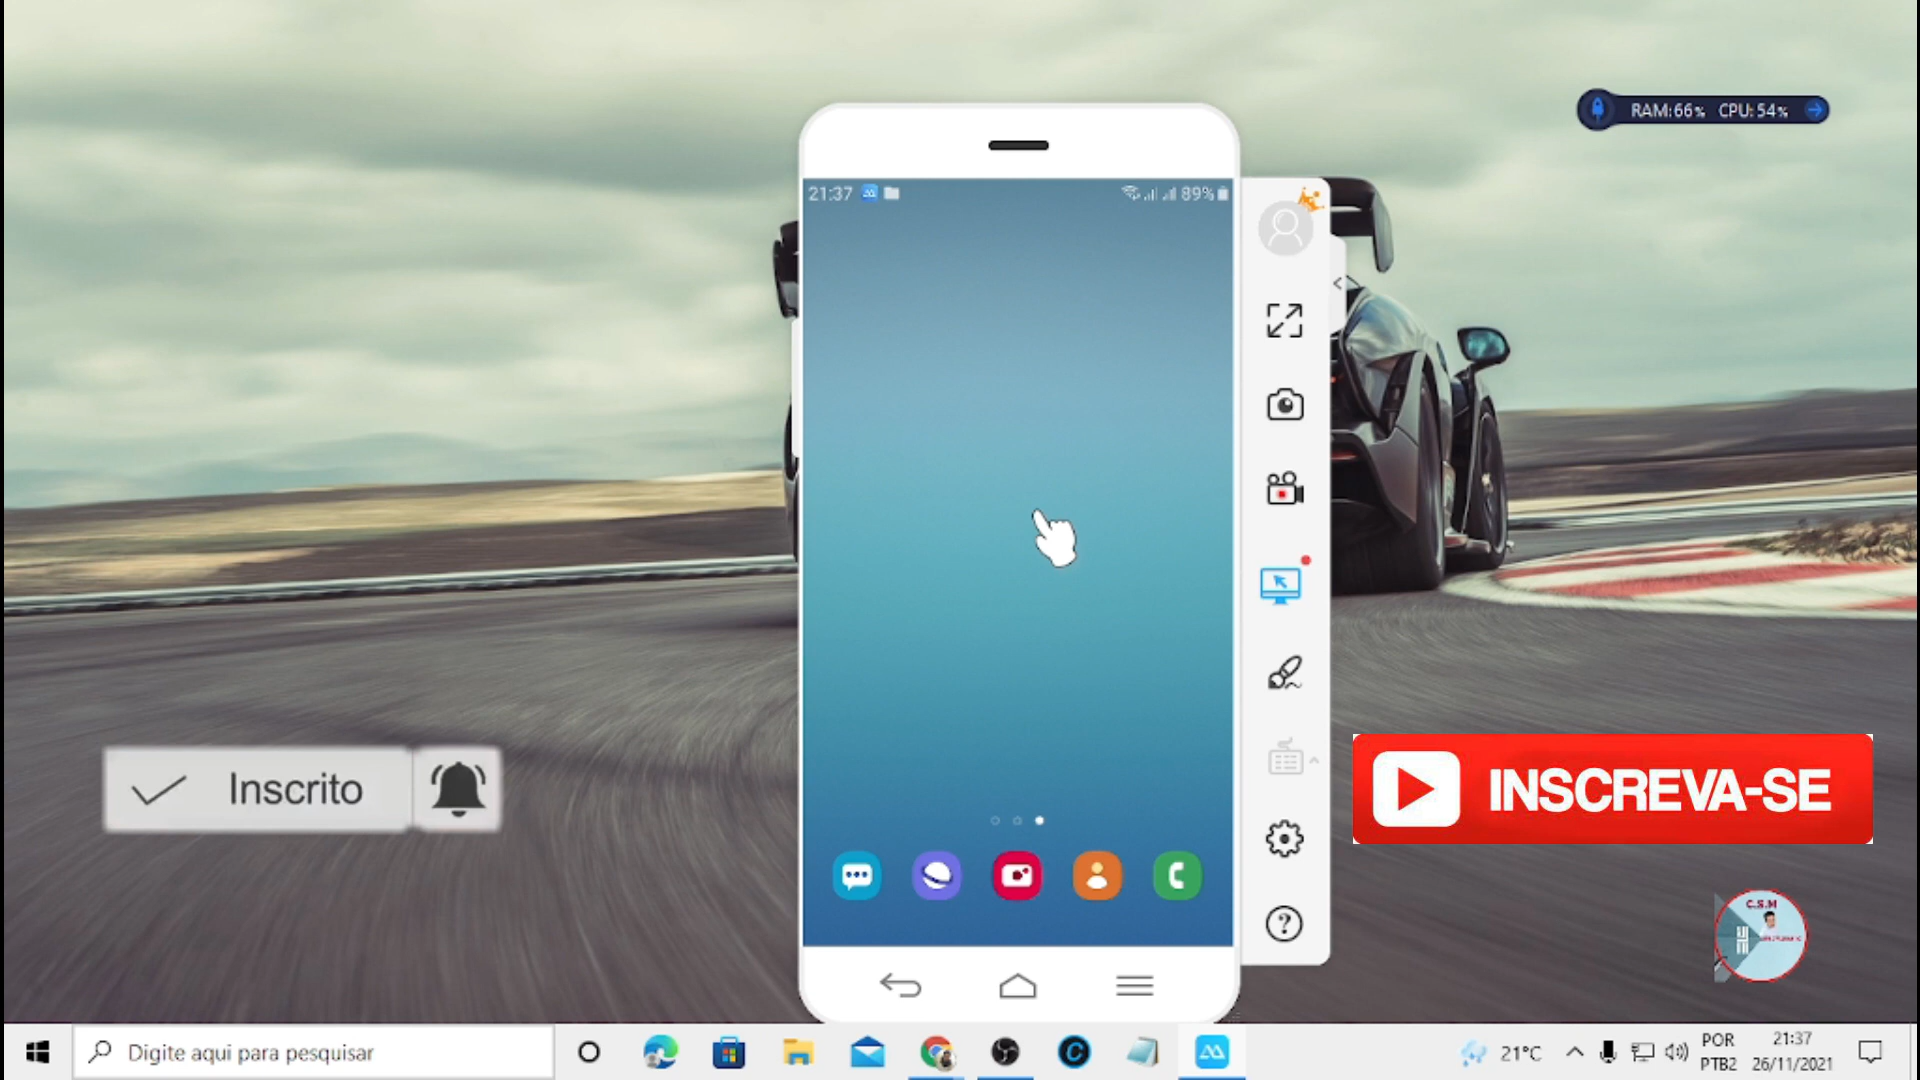 RAM:66% CPU:54%
21:37
89%
Inscrito
INSCREVA-SE
C.S.M
Digite aqui para pesquisar
21°C
POR
PTB2
21:37
26/11/2021